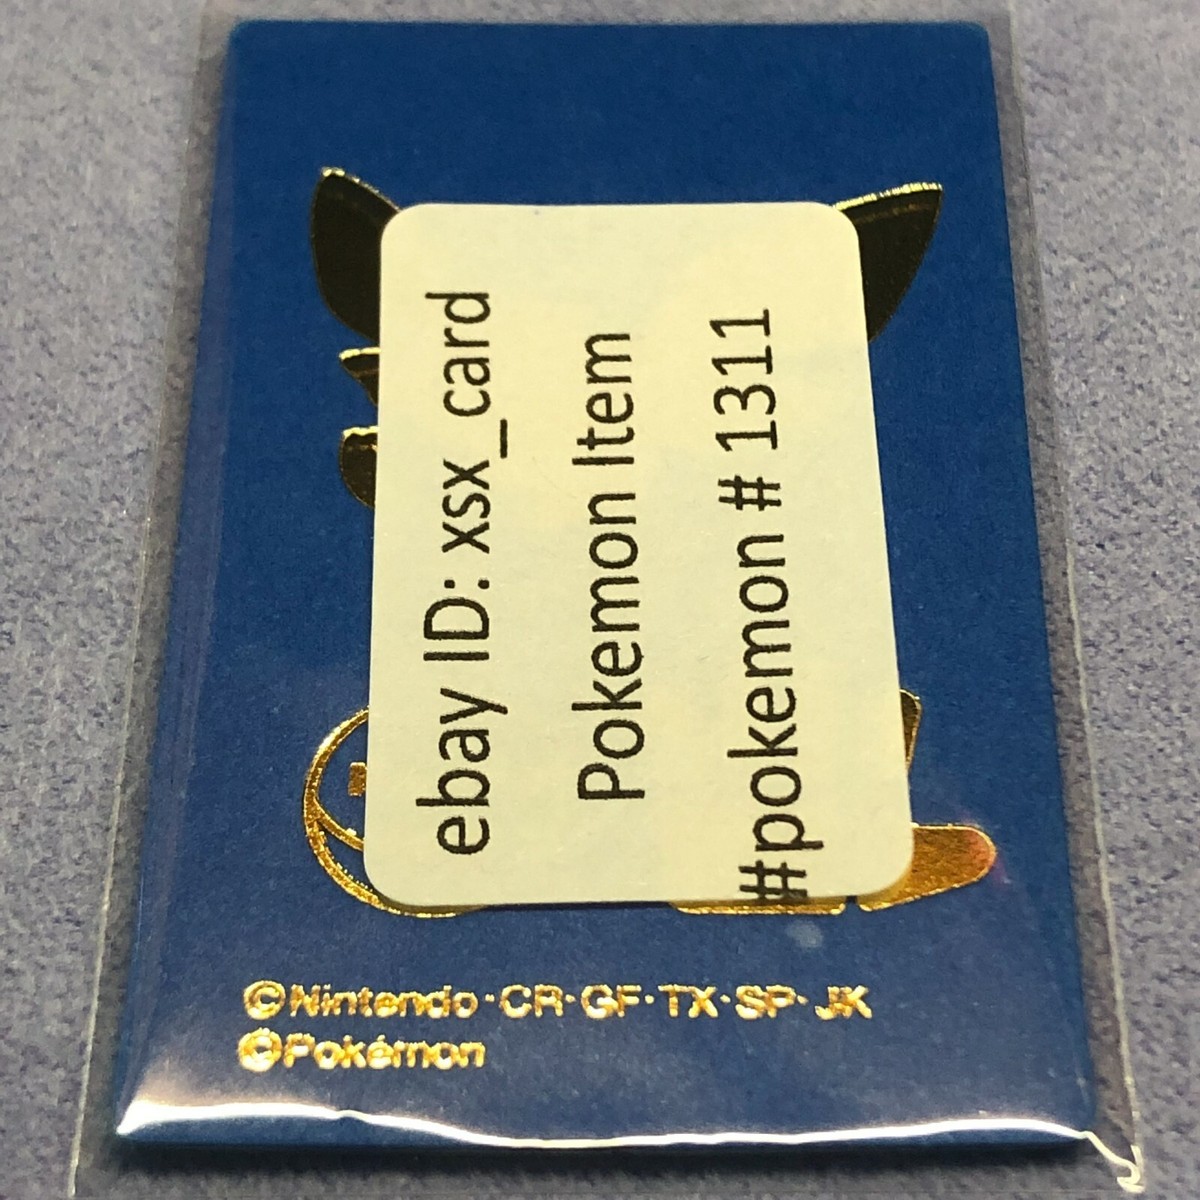 ebay ID: xsx_card
Pokemon Item
#pokemon # 1311
©Nintendo·CR·GF·TX·SP·JK
©Pokémon